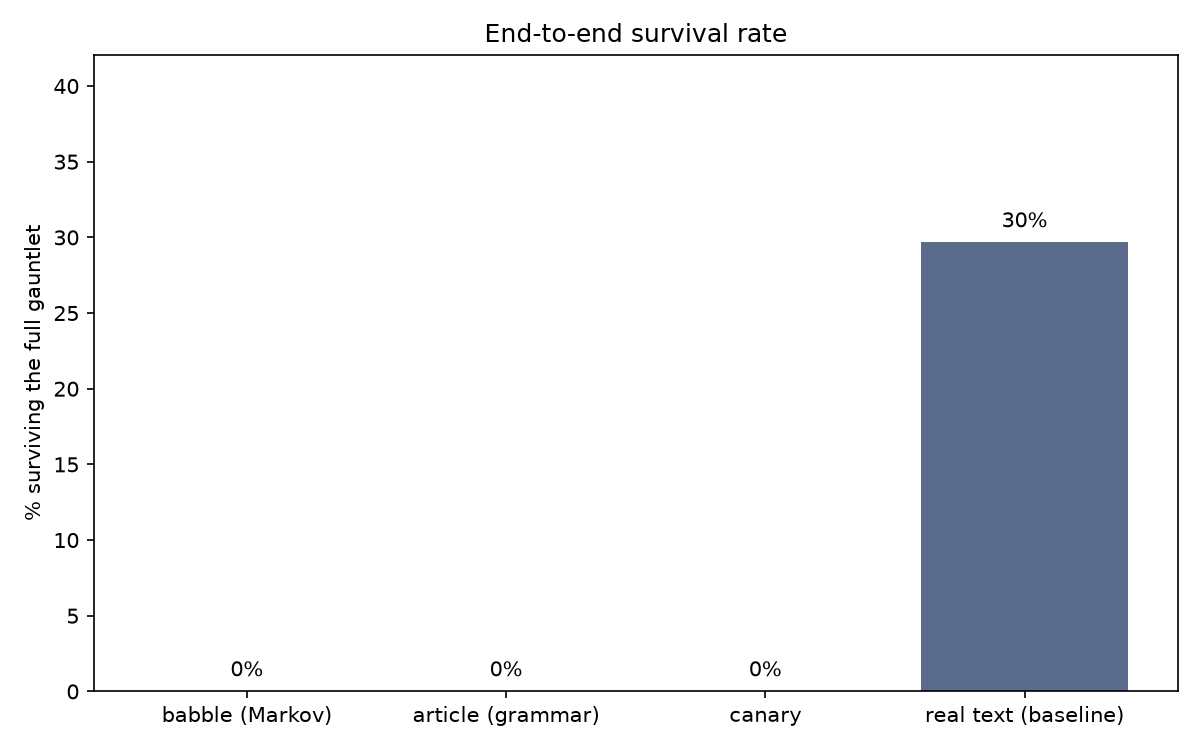 End-to-end survival rate
% surviving the full gauntlet
40
35
30
25
20
15
10
5
0
0%
0%
0%
30%
babble (Markov)
article (grammar)
canary
real text (baseline)